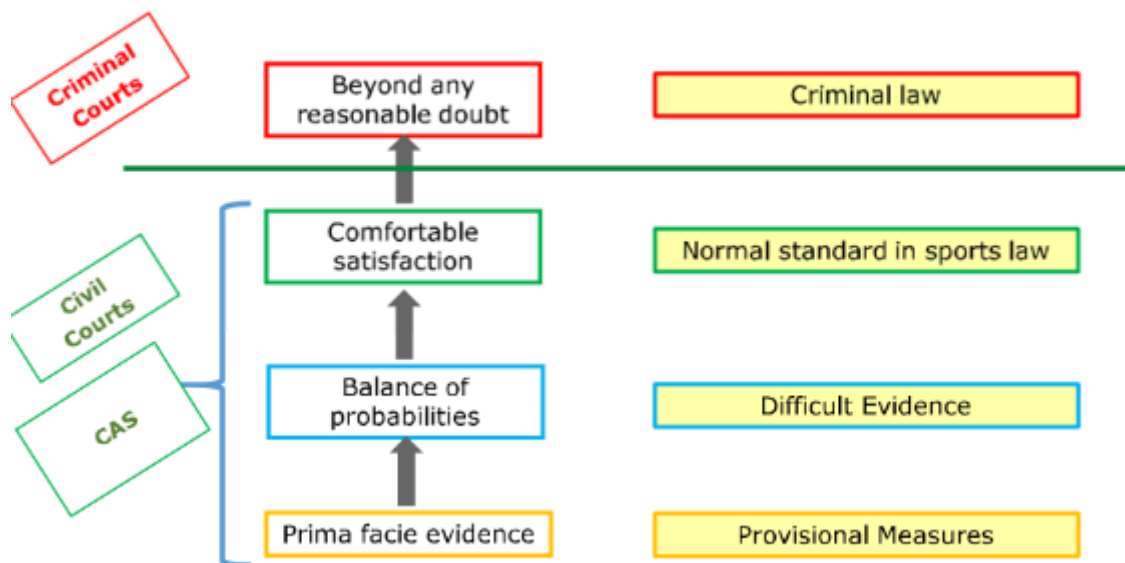 Criminal
Courts
Beyond any
reasonable doubt
Criminal law
Comfortable
satisfaction
Normal standard in sports law
Civil
Courts
Balance of
probabilities
Difficult Evidence
CAS
Prima facie evidence
Provisional Measures